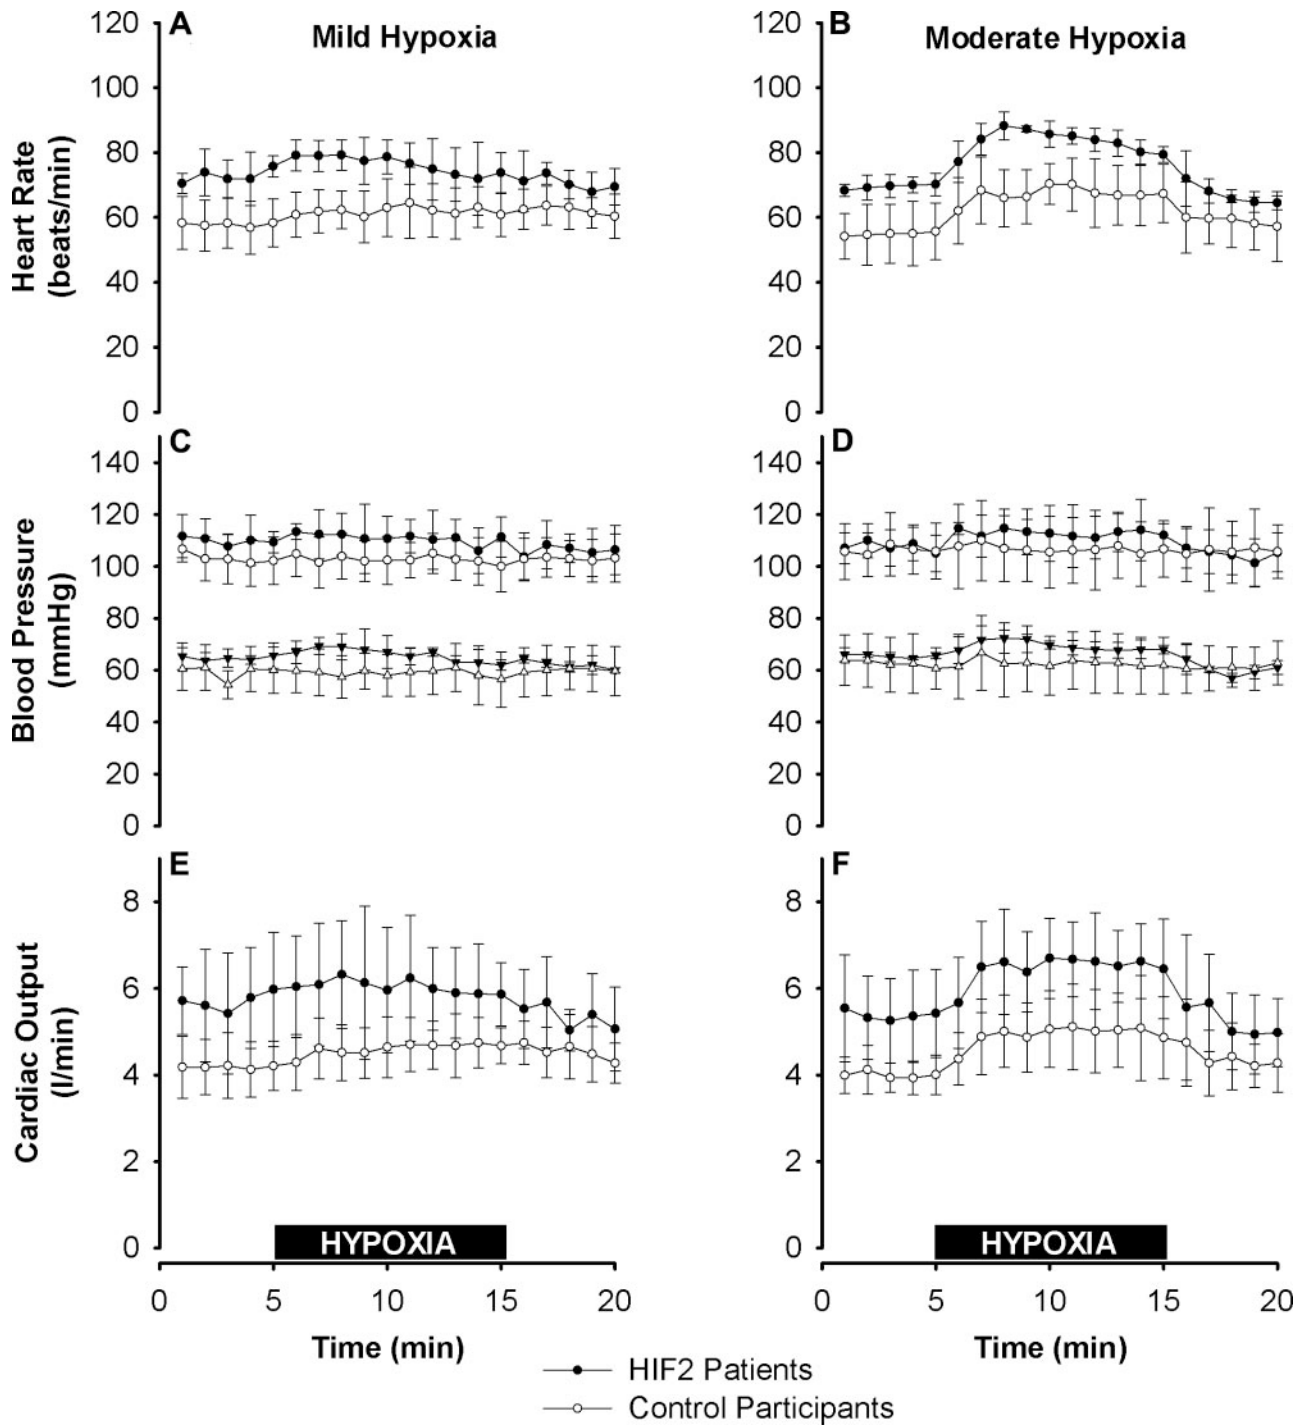 A
Mild Hypoxia
B
Moderate Hypoxia
Heart Rate
(beats/min)
120
100
80
60
40
20
0
120
100
80
60
40
20
0
C
D
Blood Pressure
(mmHg)
140
120
100
80
60
40
20
0
140
120
100
80
60
40
20
0
E
F
Cardiac Output
(l/min)
8
6
4
2
0
8
6
4
2
0
HYPOXIA
HYPOXIA
0 5 10 15 20
0 5 10 15 20
Time (min)
Time (min)
HIF2 Patients
Control Participants